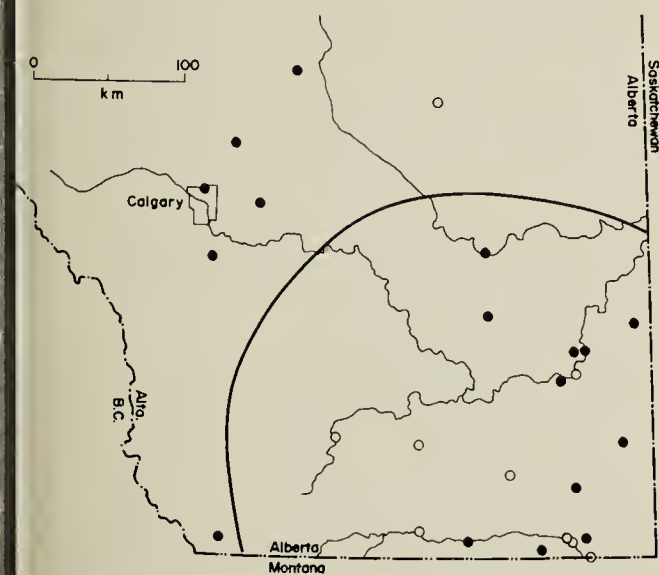 0 100
km
Saskatchewan
Alberta
Calgary
Alta.
B.C.
Alberta
Montana